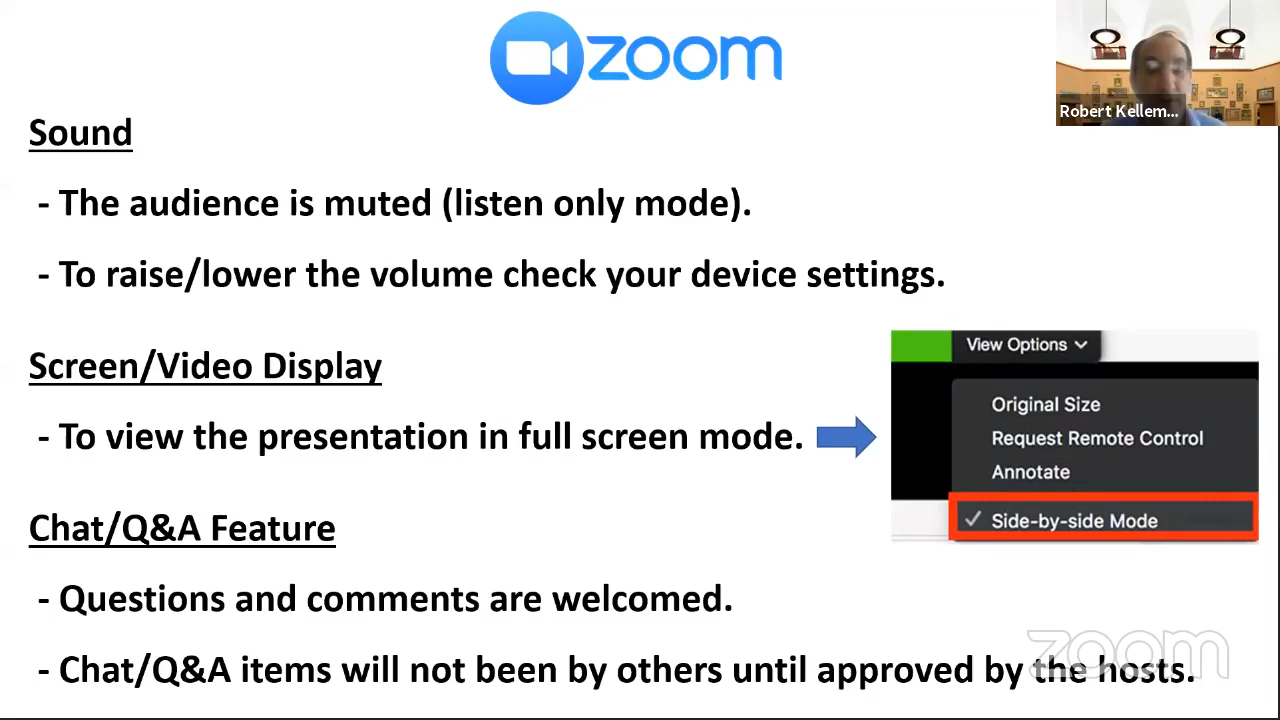 zoom
Robert Kellem...
Sound
- The audience is muted (listen only mode).
- To raise/lower the volume check your device settings.
Screen/Video Display
- To view the presentation in full screen mode.
View Options
Original Size
Request Remote Control
Annotate
Side-by-side Mode
Chat/Q&A Feature
- Questions and comments are welcomed.
- Chat/Q&A items will not been by others until approved by the hosts.
zoom